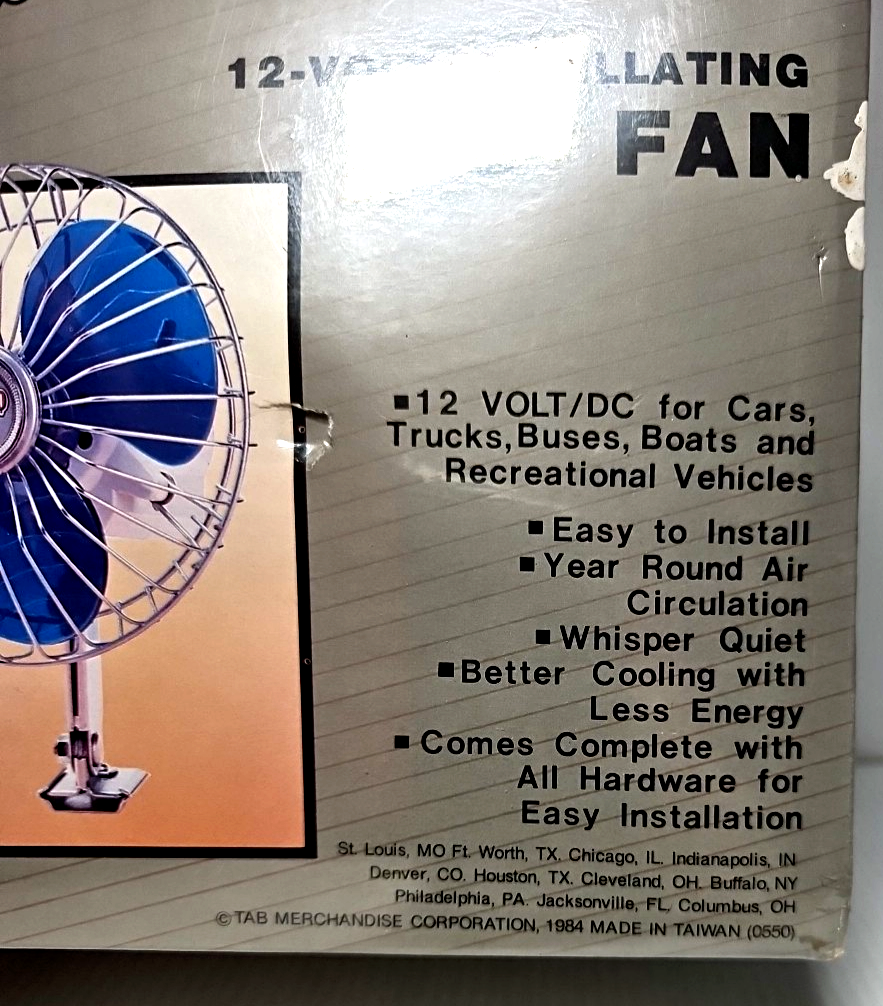 12-V LLATING
FAN
▪12 VOLT/DC for Cars,
Trucks, Buses, Boats and
Recreational Vehicles
▪Easy to Install
▪Year Round Air
Circulation
▪Whisper Quiet
▪Better Cooling with
Less Energy
▪Comes Complete with
All Hardware for
Easy Installation
St. Louis, MO Ft. Worth, TX. Chicago, IL. Indianapolis, IN
Denver, CO. Houston, TX. Cleveland, OH. Buffalo, NY
Philadelphia, PA. Jacksonville, FL. Columbus, OH
©TAB MERCHANDISE CORPORATION, 1984 MADE IN TAIWAN (0550)